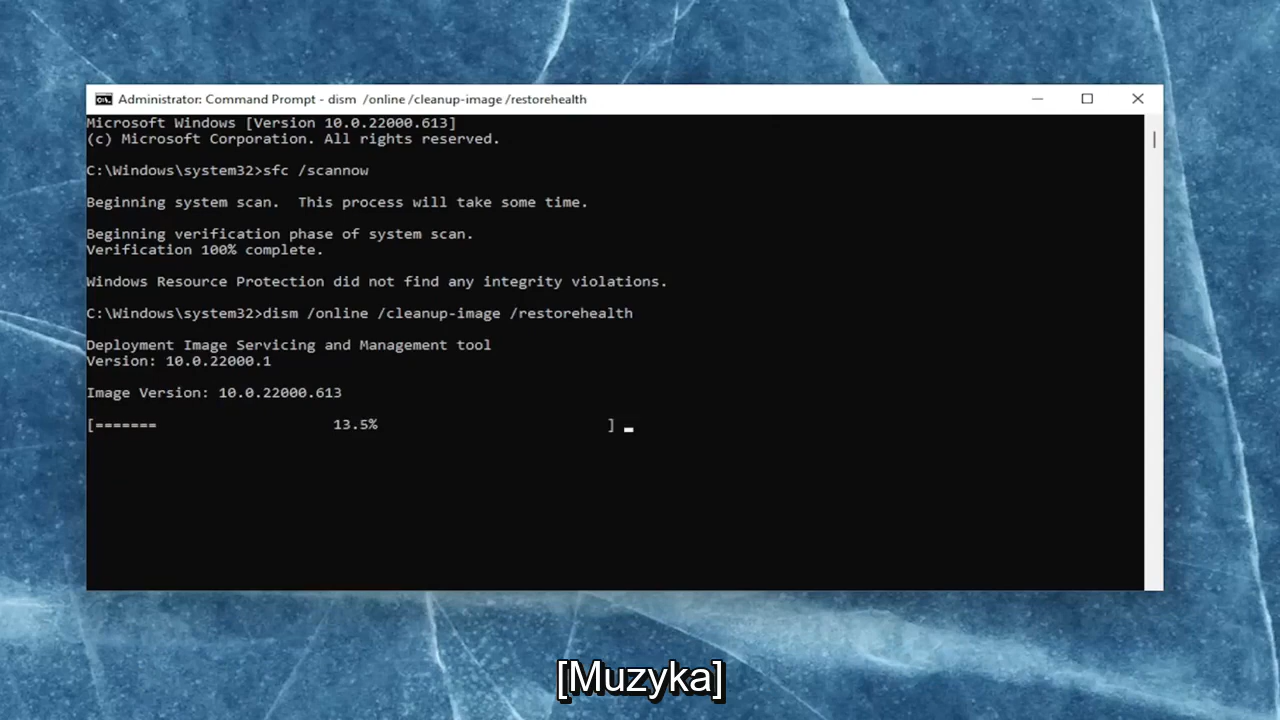 Administrator: Command Prompt - dism  /online /cleanup-image /restorehealth
Microsoft Windows [Version 10.0.22000.613]
(c) Microsoft Corporation. All rights reserved.
C:\Windows\system32>sfc /scannow
Beginning system scan.  This process will take some time.
Beginning verification phase of system scan.
Verification 100% complete.
Windows Resource Protection did not find any integrity violations.
C:\Windows\system32>dism /online /cleanup-image /restorehealth
Deployment Image Servicing and Management tool
Version: 10.0.22000.1
Image Version: 10.0.22000.613
[=======                    13.5%                          ]
[Muzyka]